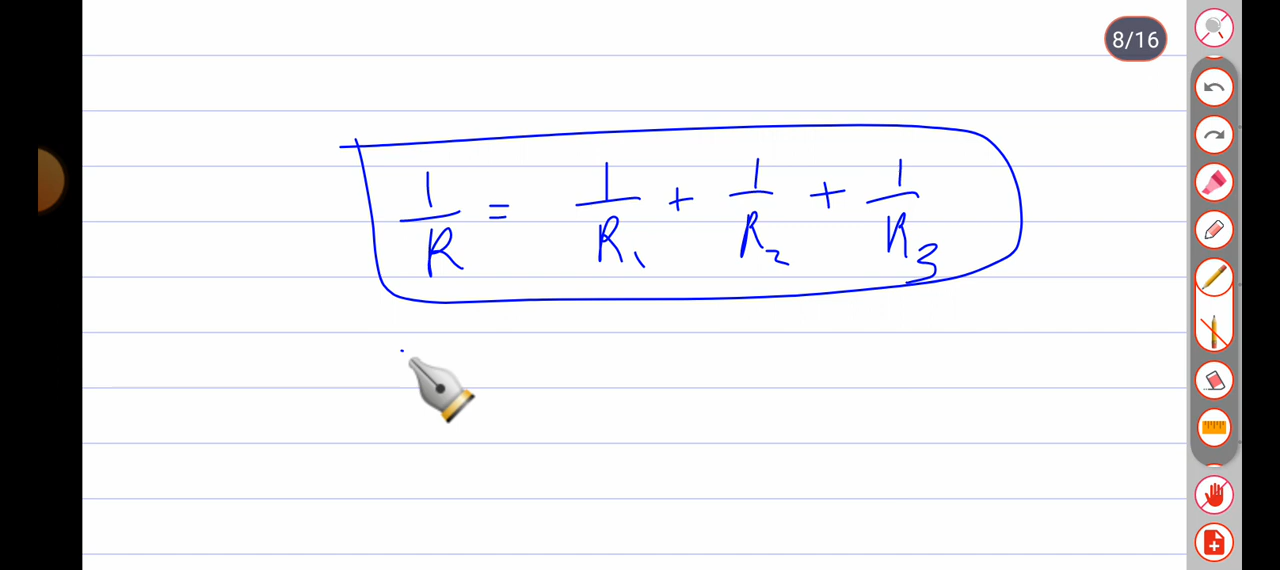 8/16
1/R = 1/R₁ + 1/R₂ + 1/R₃